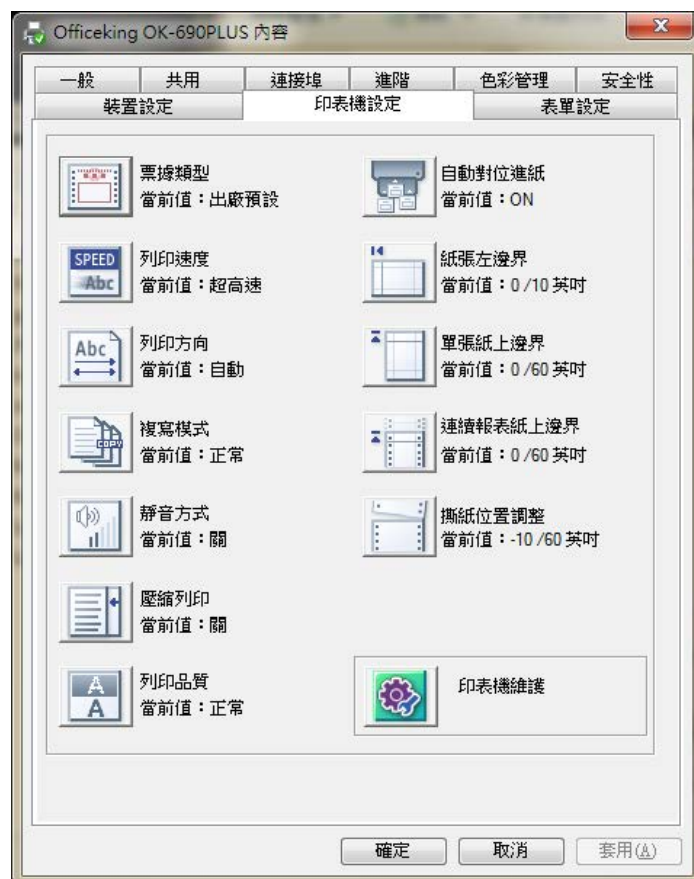 Officeking OK-690PLUS 內容
一般
共用
連接埠
進階
色彩管理
安全性
裝置設定
印表機設定
表單設定
票據類型
當前值：出廠預設
SPEED
Abc
列印速度
當前值：超高速
Abc
列印方向
當前值：自動
COPY
複寫模式
當前值：正常
靜音方式
當前值：關
壓縮列印
當前值：關
A
A
列印品質
當前值：正常
自動對位進紙
當前值：ON
紙張左邊界
當前值：0 /10 英吋
單張紙上邊界
當前值：0 /60 英吋
連續報表紙上邊界
當前值：0 /60 英吋
撕紙位置調整
當前值：-10 /60 英吋
印表機維護
確定
取消
套用(A)